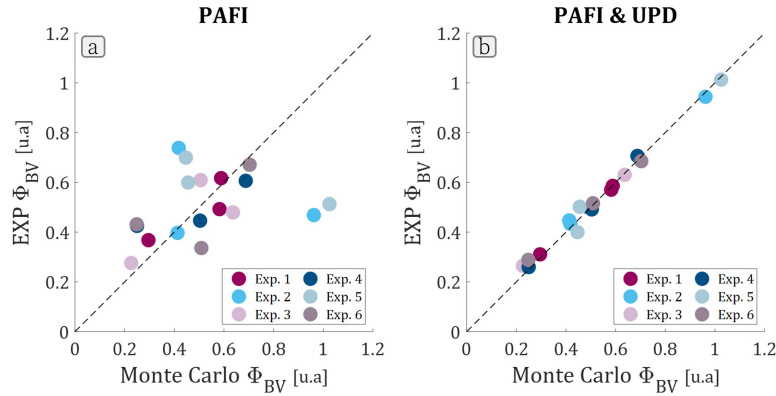 PAFI
a
1.2
1
0.8
0.6
0.4
0.2
0
EXP Φ_BV [u.a]
Exp. 1
Exp. 4
Exp. 2
Exp. 5
Exp. 3
Exp. 6
0 0.2 0.4 0.6 0.8 1 1.2
Monte Carlo Φ_BV [u.a]
PAFI & UPD
b
1.2
1
0.8
0.6
0.4
0.2
0
EXP Φ_BV [u.a]
Exp. 1
Exp. 4
Exp. 2
Exp. 5
Exp. 3
Exp. 6
0 0.2 0.4 0.6 0.8 1 1.2
Monte Carlo Φ_BV [u.a]